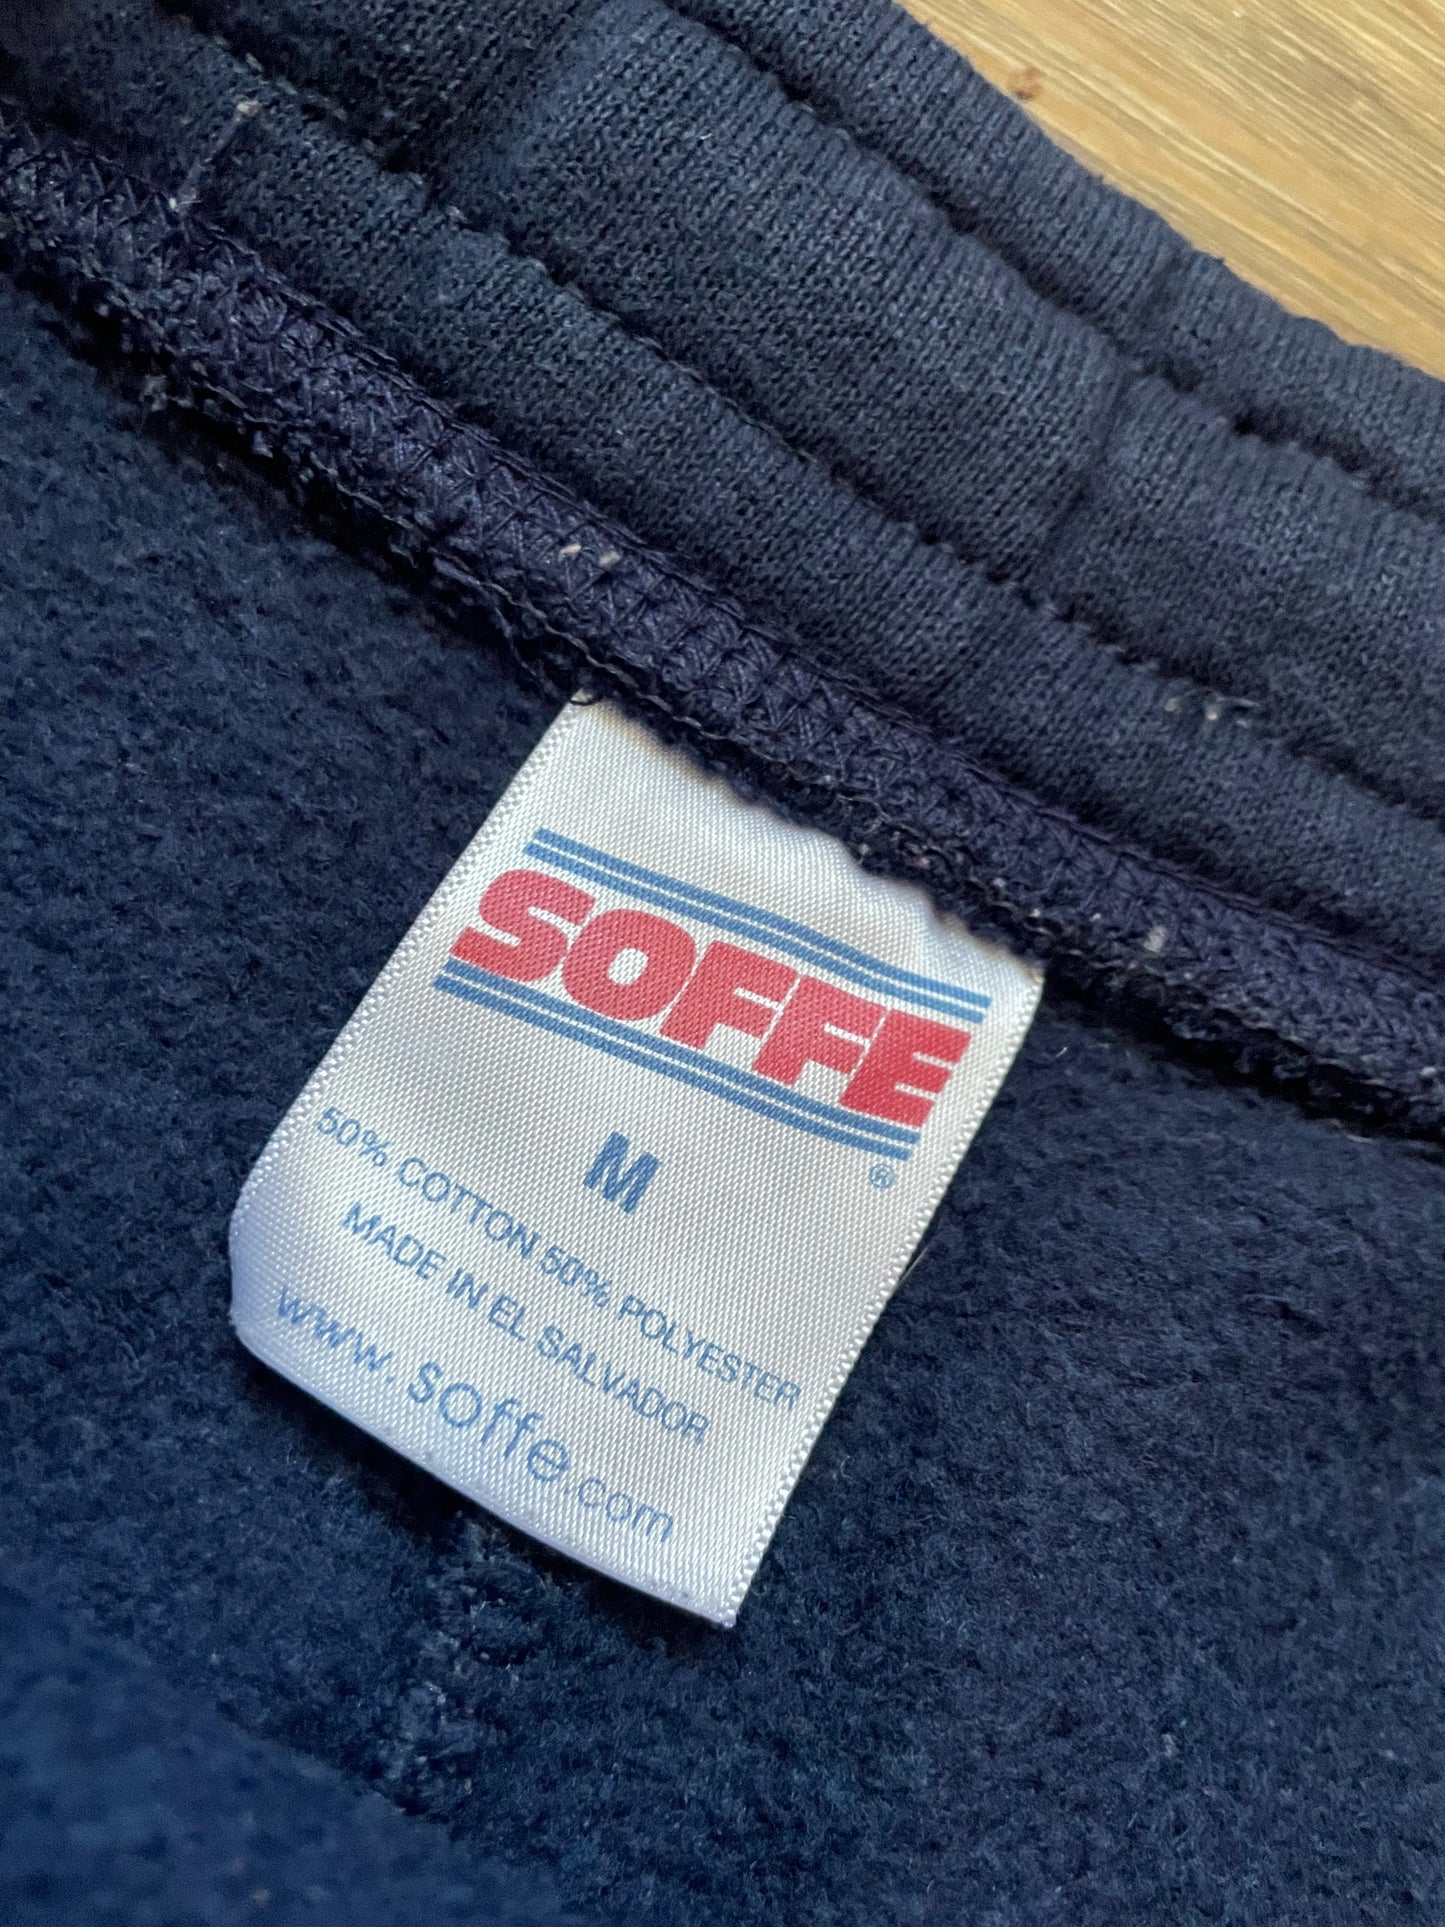 SOFFE
®
M
50% COTTON 50% POLYESTER
MADE IN EL SALVADOR
www.soffe.com